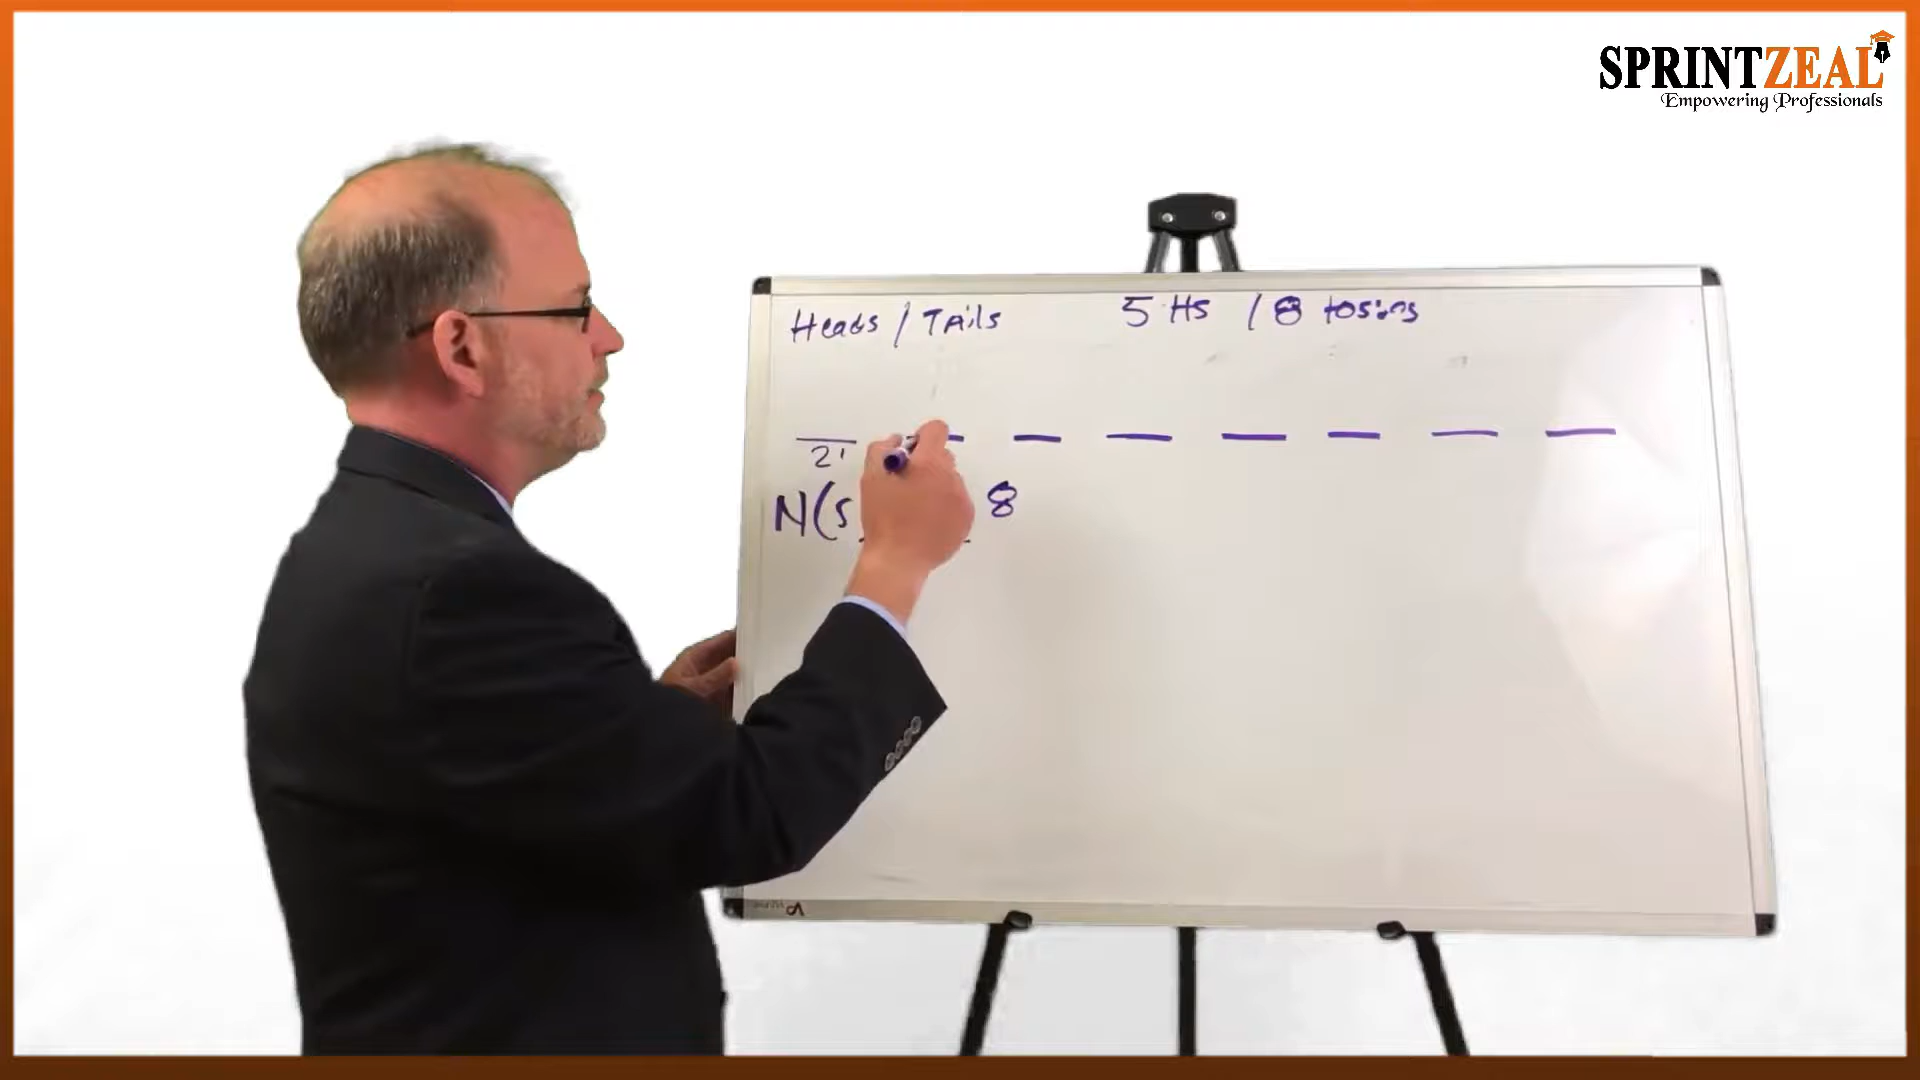 SPRINTZEAL
Empowering Professionals
Heads / Tails 5 Hs / 8 tosses
2'
N(s 8